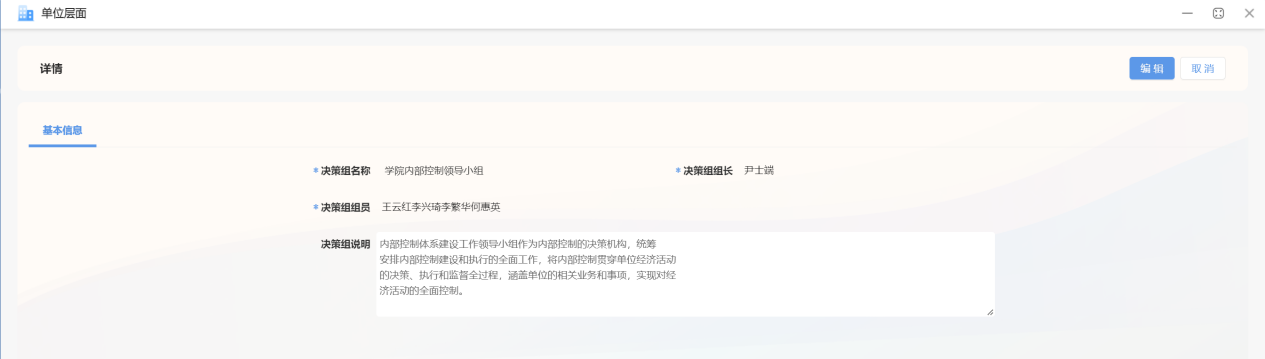 单位层面
详情
编 辑 取 消
基本信息
* 决策组名称 学院内部控制领导小组 * 决策组组长 尹士端
* 决策组组员 王云红李兴琦李繁华何惠英
决策组说明 内部控制体系建设工作领导小组作为内部控制的决策机构，统筹
安排内部控制建设和执行的全面工作，将内部控制贯穿单位经济活动
的决策、执行和监督全过程，涵盖单位的相关业务和事项，实现对经
济活动的全面控制。